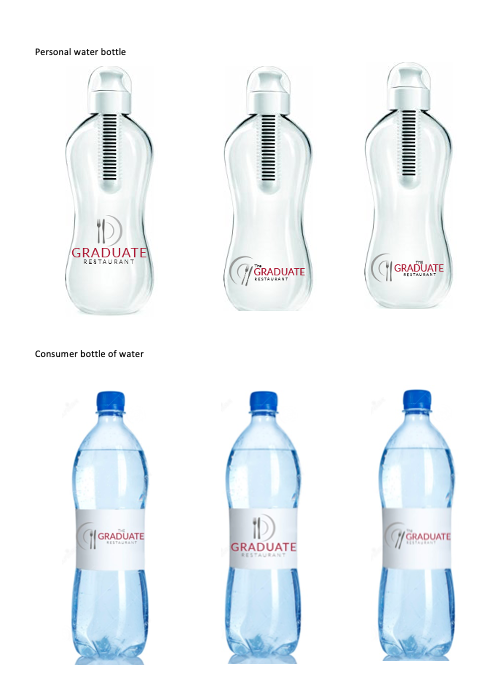 Personal water bottle
GRADUATE
RESTAURANT
The
GRADUATE
RESTAURANT
THE
GRADUATE
RESTAURANT
Consumer bottle of water
THE
GRADUATE
RESTAURANT
GRADUATE
RESTAURANT
The
GRADUATE
RESTAURANT